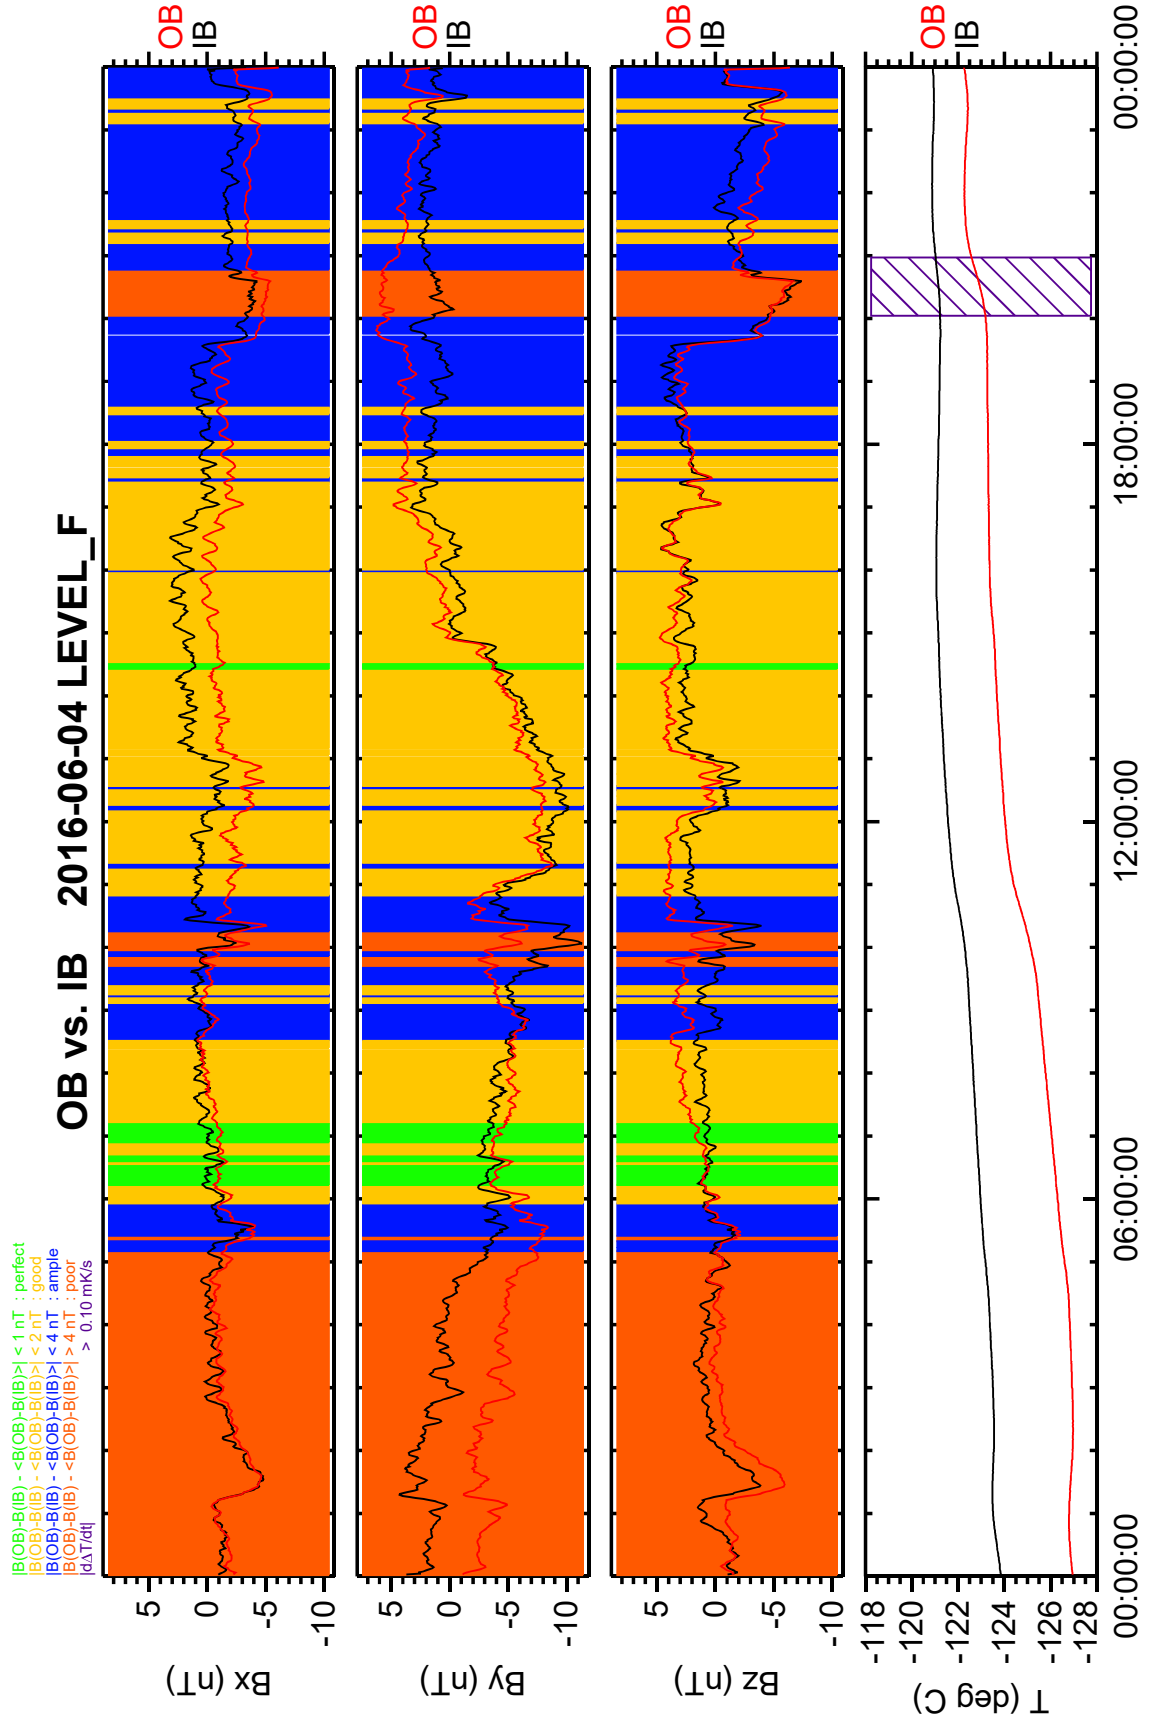 OB vs. IB    2016-06-04 LEVEL_F
|B(OB)-B(IB) - <B(OB)-B(IB)>| < 1 nT  : perfect
|B(OB)-B(IB) - <B(OB)-B(IB)>| < 2 nT  : good
|B(OB)-B(IB) - <B(OB)-B(IB)>| < 4 nT  : ample
|B(OB)-B(IB) - <B(OB)-B(IB)>| > 4 nT  : poor
|dΔT/dt|  >  0.10 mK/s
Bx (nT)
5
0
-5
-10
OB
IB
By (nT)
5
0
-5
-10
OB
IB
Bz (nT)
5
0
-5
-10
OB
IB
T (deg C)
-118
-120
-122
-124
-126
-128
OB
IB
00:00:00
06:00:00
12:00:00
18:00:00
00:00:00